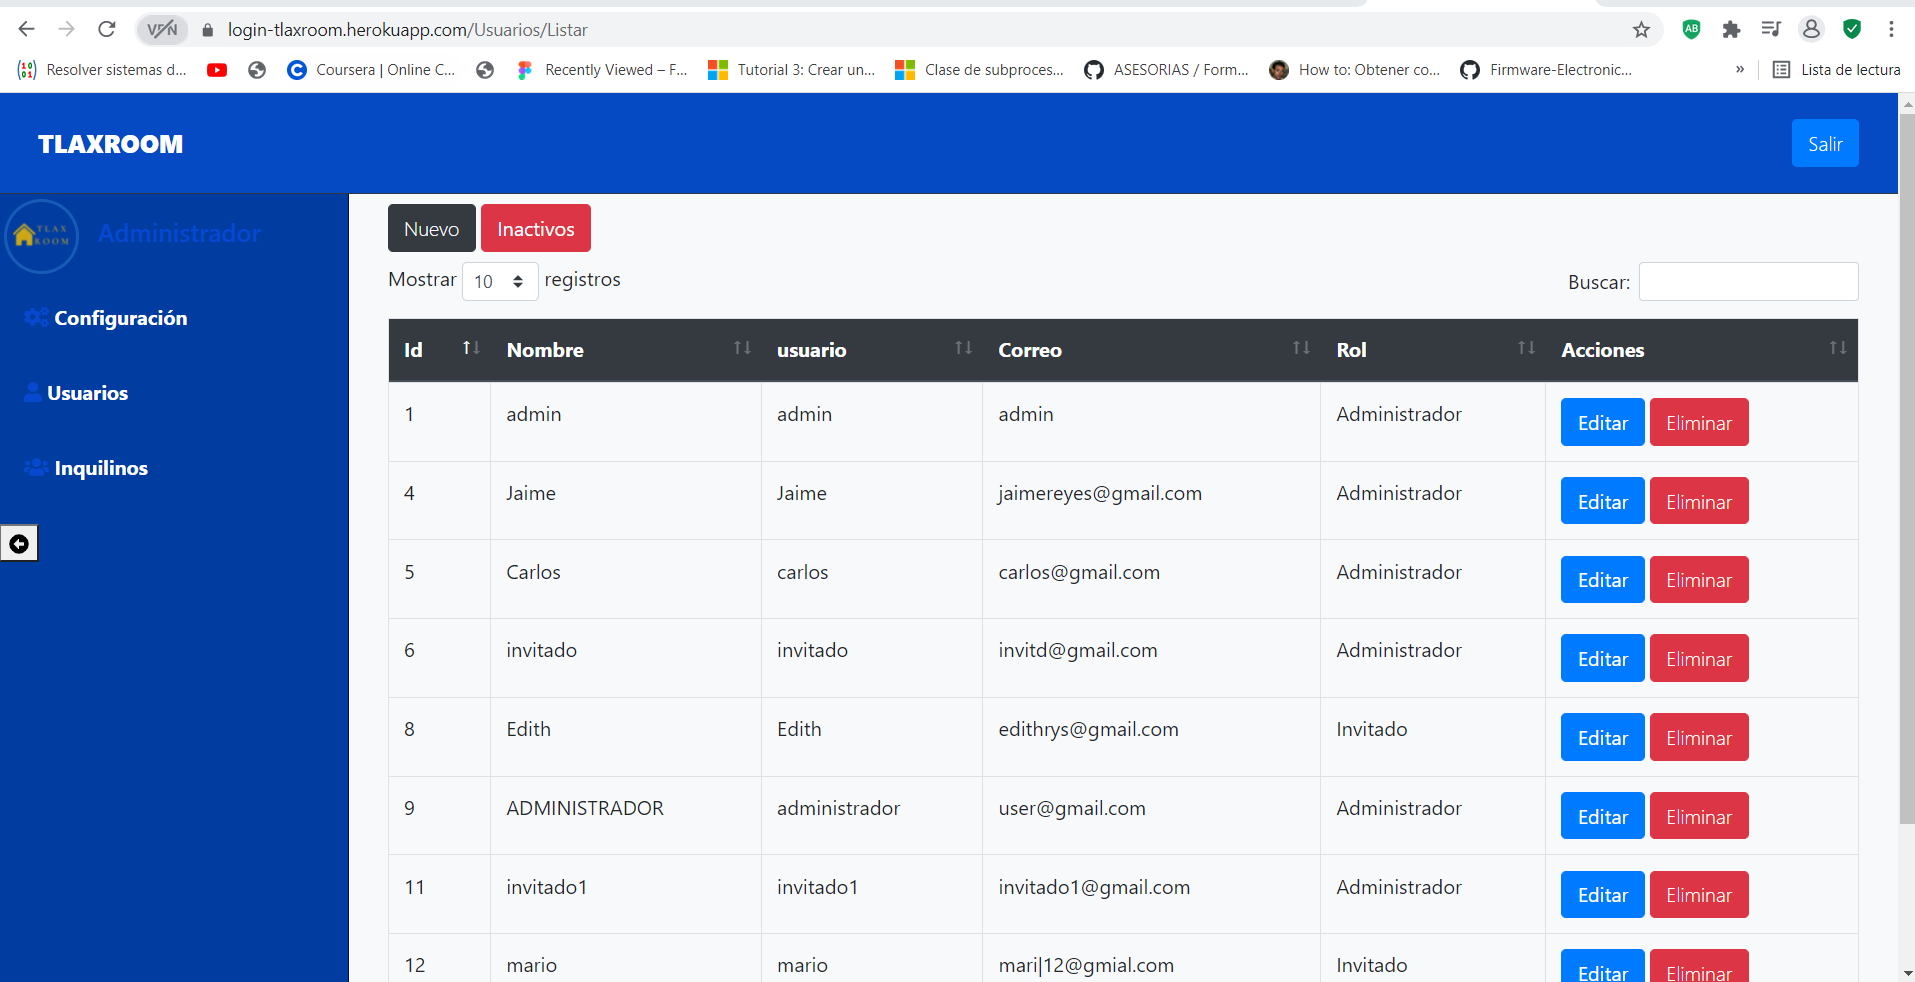 VPN login-tlaxroom.herokuapp.com/Usuarios/Listar AB
Resolver sistemas d... Coursera | Online C... Recently Viewed – F... Tutorial 3: Crear un... Clase de subproces... ASESORIAS / Form... How to: Obtener co... Firmware-Electronic... » Lista de lectura
TLAXROOM Salir
TLAX
ROOM
Administrador
Configuración
Usuarios
Inquilinos
Nuevo Inactivos
Mostrar 10 registros Buscar:
Id Nombre usuario Correo Rol Acciones
1 admin admin admin Administrador Editar Eliminar
4 Jaime Jaime jaimereyes@gmail.com Administrador Editar Eliminar
5 Carlos carlos carlos@gmail.com Administrador Editar Eliminar
6 invitado invitado invitd@gmail.com Administrador Editar Eliminar
8 Edith Edith edithrys@gmail.com Invitado Editar Eliminar
9 ADMINISTRADOR administrador user@gmail.com Administrador Editar Eliminar
11 invitado1 invitado1 invitado1@gmail.com Administrador Editar Eliminar
12 mario mario mari|12@gmial.com Invitado Editar Eliminar